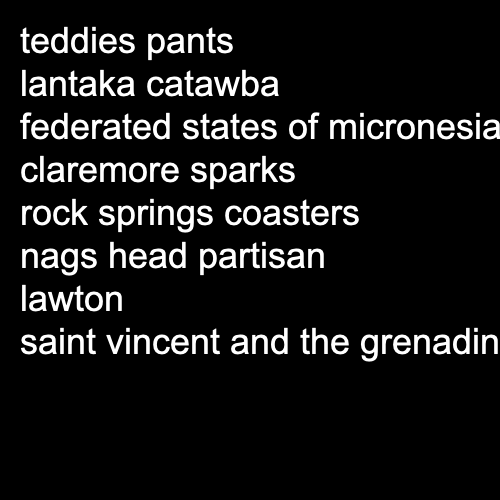 teddies pants
lantaka catawba
federated states of micronesia
claremore sparks
rock springs coasters
nags head partisan
lawton
saint vincent and the grenadin